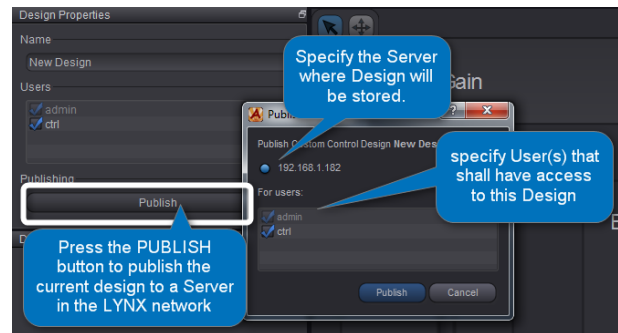 Design Properties
Name
New Design
Users
admin
ctrl
Publishing
Publish
Press the PUBLISH
button to publish the
current design to a Server
in the LYNX network
Specify the Server
where Design will
be stored.
Gain
Publish Custom Control Design New Des
192.168.1.182
For users:
admin
ctrl
specify User(s) that
shall have access
to this Design
Publish
Cancel